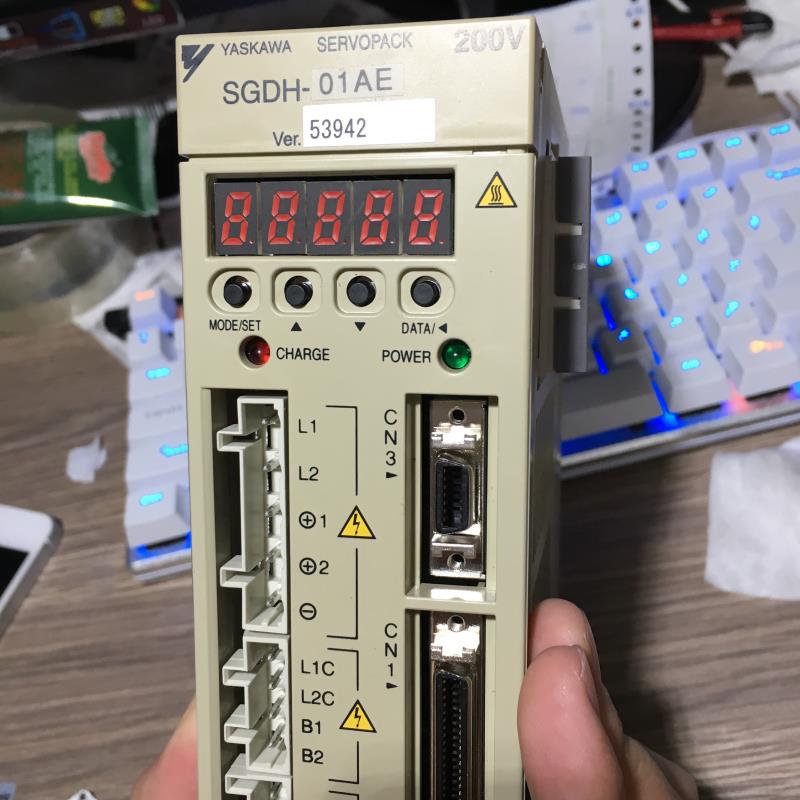 YASKAWA SERVOPACK 200V
SGDH-01AE
Ver. 53942
MODE/SET ▲ ▼ DATA/◀
CHARGE POWER
CN3▶
L1
L2
⊕1
⊕2
⊖
CN1▶
L1C
L2C
B1
B2